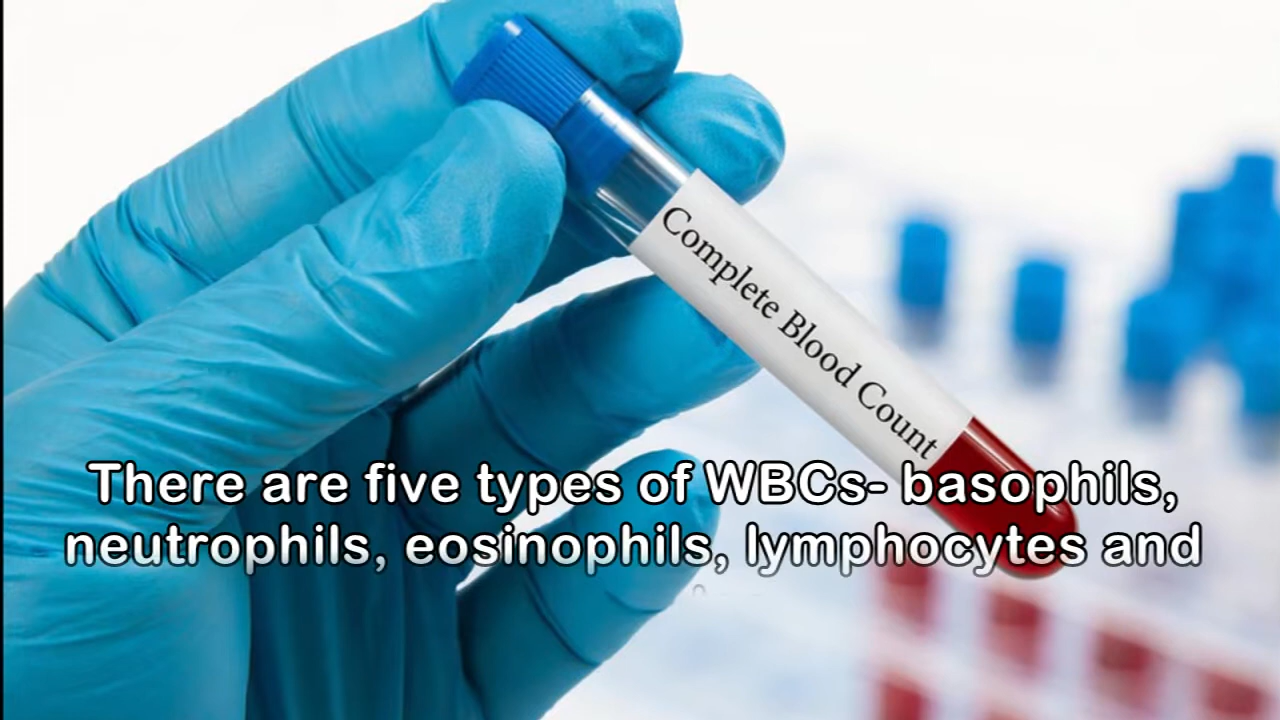 Complete Blood Count
There are five types of WBCs- basophils,
neutrophils, eosinophils, lymphocytes and